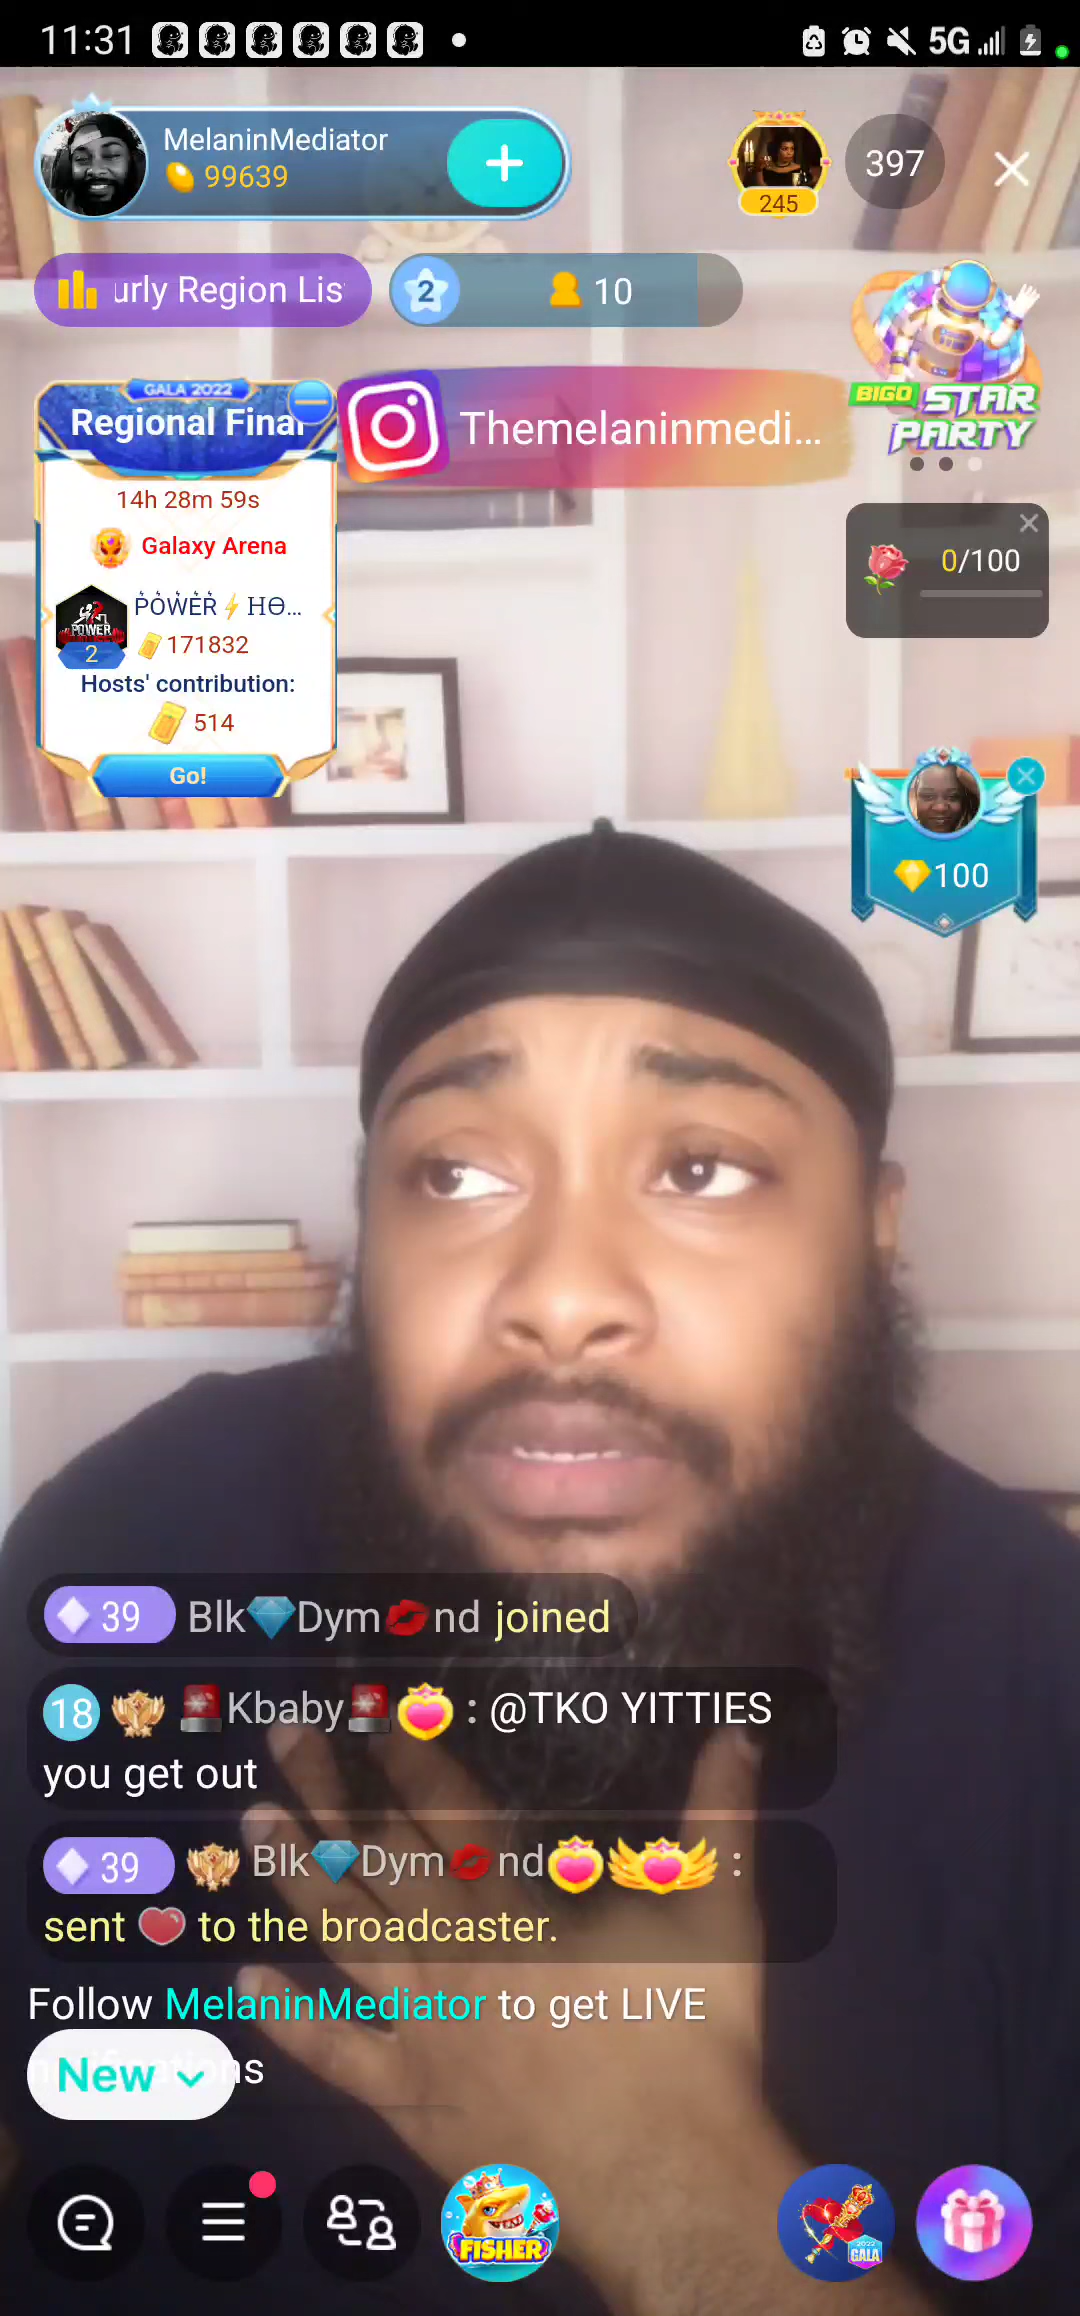 11:31
5G
MelaninMediator
99639
245
397
urly Region Lis
2
10
BIGO STAR
PARTY
GALA 2022
Regional Final
Themelaninmedi...
14h 28m 59s
Galaxy Arena
0/100
POWER
PÓWËR⚡HΘ...
2
171832
Hosts' contribution:
514
Go!
100
39 Blk💎Dym💋nd joined
18 🚨Kbaby🚨 : @TKO YITTIES
you get out
39 Blk💎Dym💋nd :
sent ❤ to the broadcaster.
Follow MelaninMediator to get LIVE
New
FISHER
2022
GALA